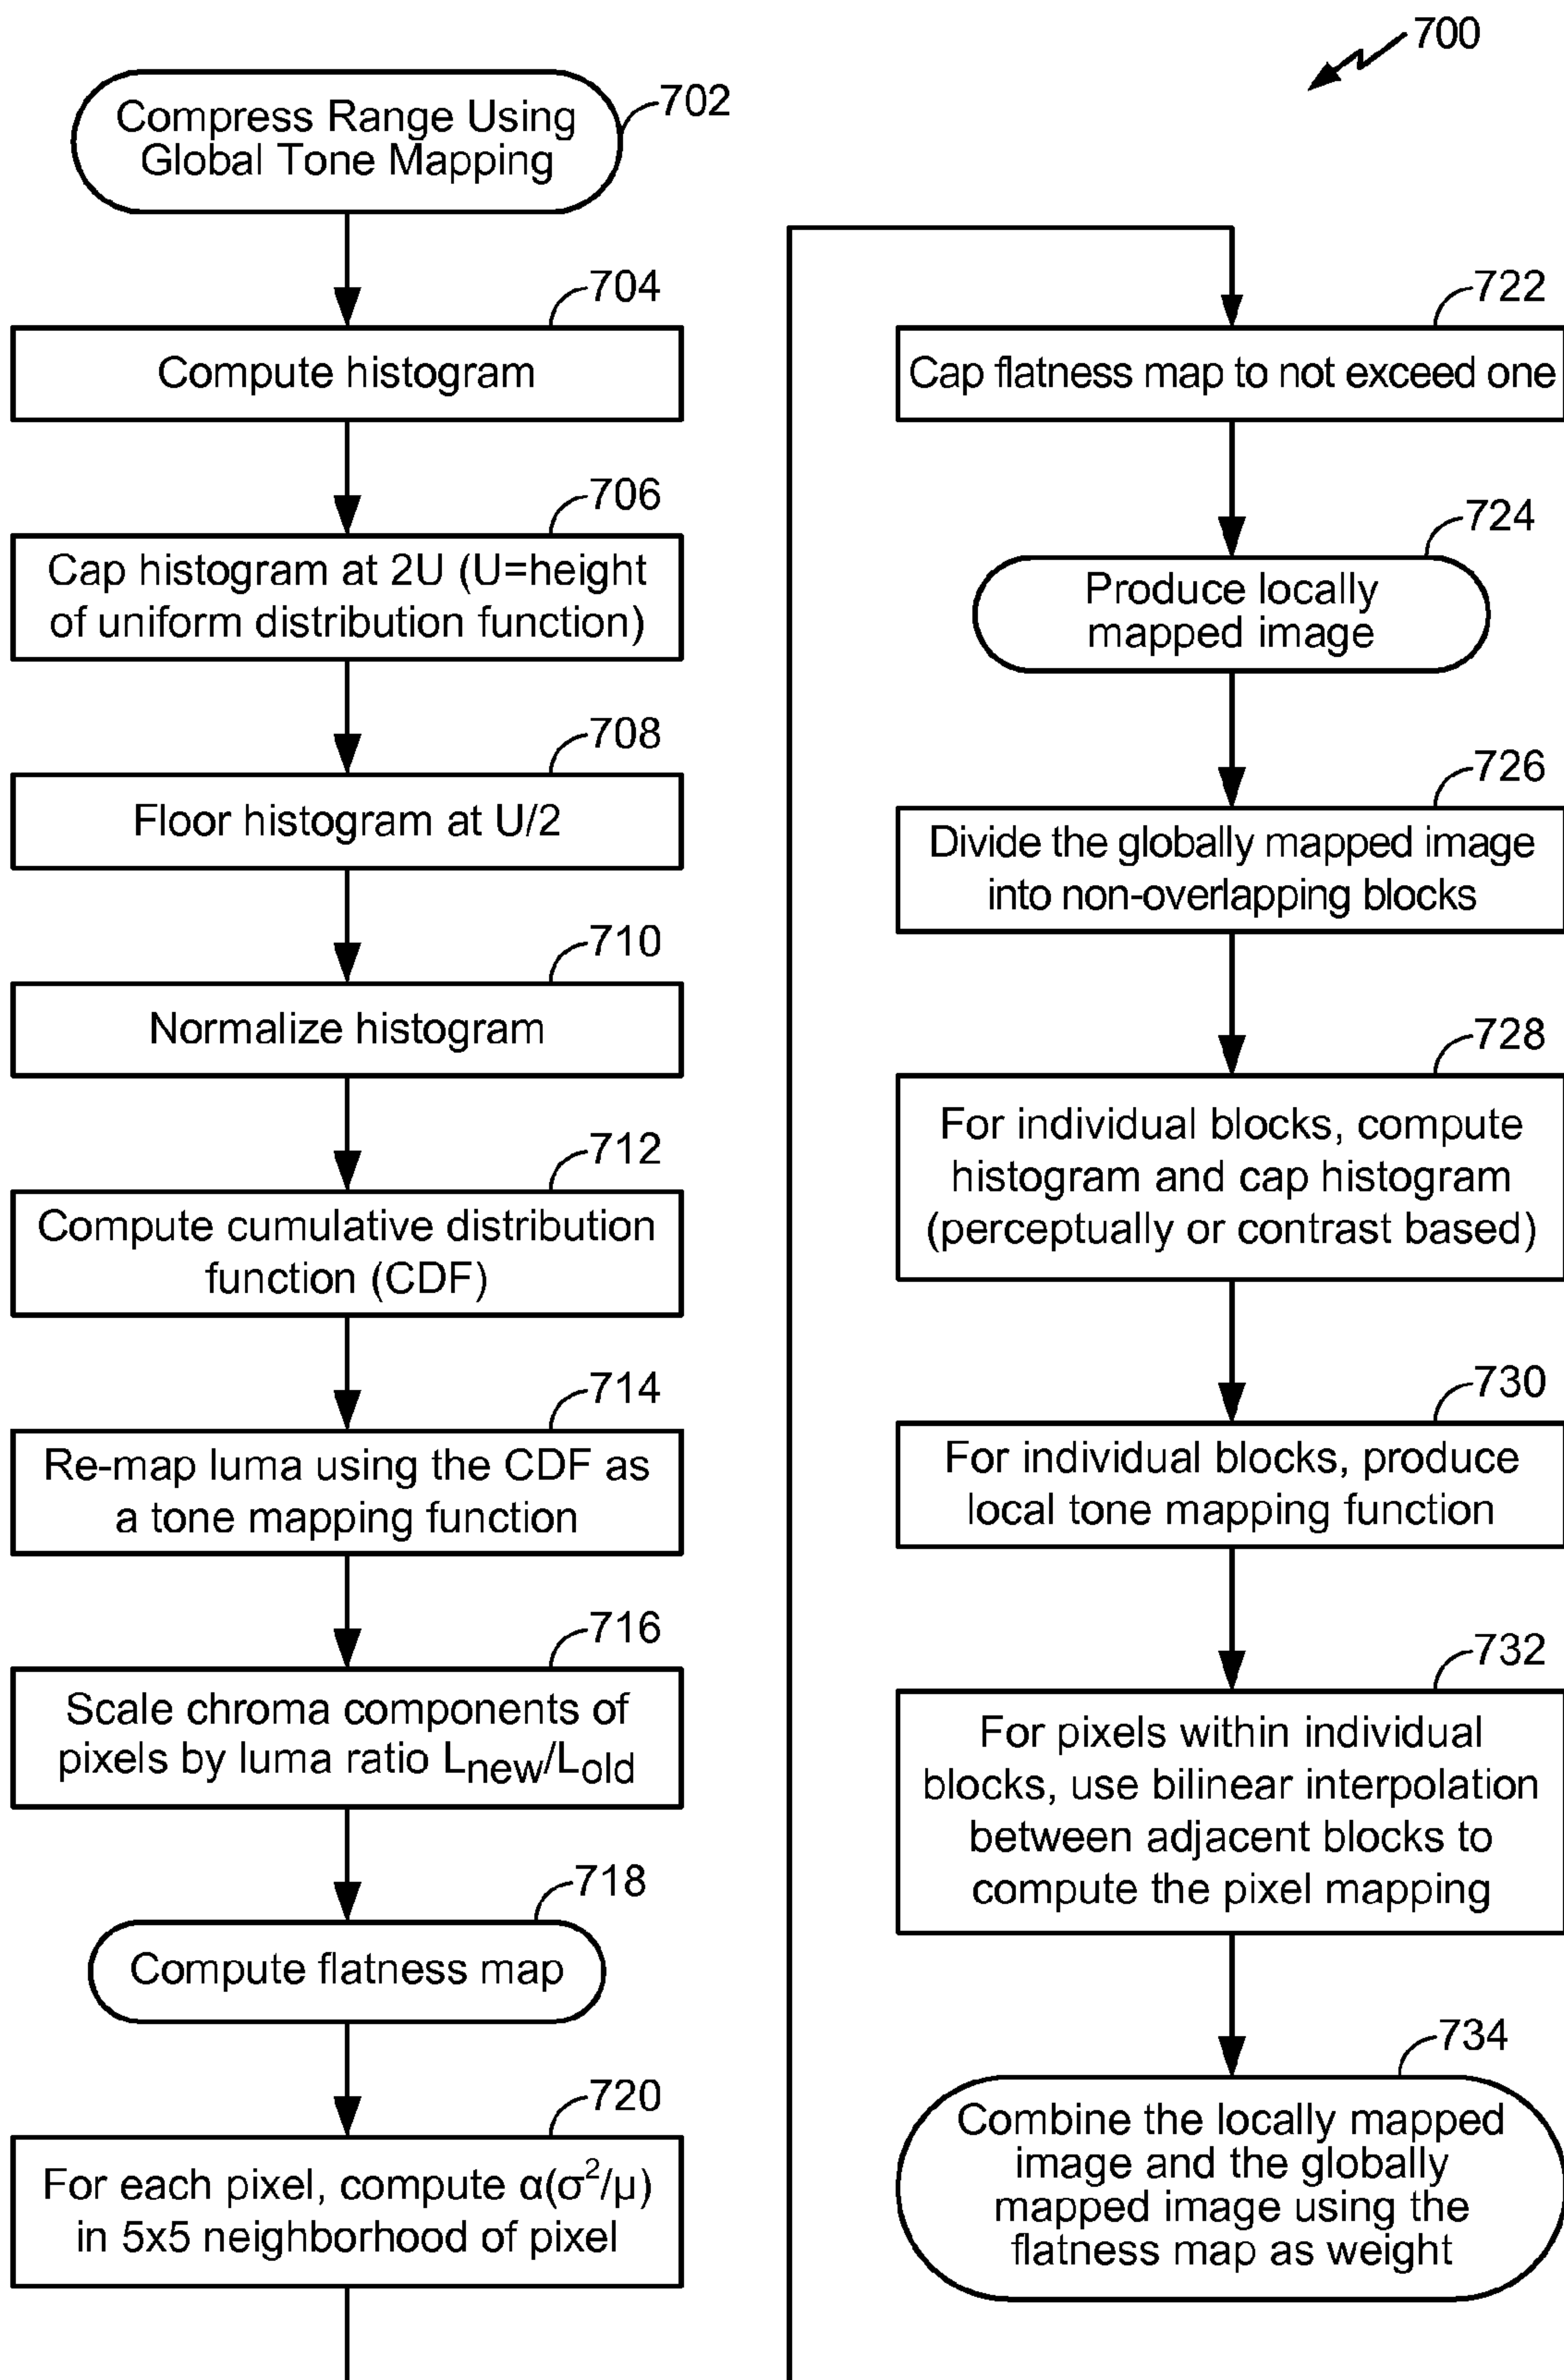 700
702
Compress Range Using
Global Tone Mapping
704
Compute histogram
706
Cap histogram at 2U (U=height
of uniform distribution function)
708
Floor histogram at U/2
710
Normalize histogram
712
Compute cumulative distribution
function (CDF)
714
Re-map luma using the CDF as
a tone mapping function
716
Scale chroma components of
pixels by luma ratio Lnew/Lold
718
Compute flatness map
720
For each pixel, compute α(σ²/μ)
in 5x5 neighborhood of pixel
722
Cap flatness map to not exceed one
724
Produce locally
mapped image
726
Divide the globally mapped image
into non-overlapping blocks
728
For individual blocks, compute
histogram and cap histogram
(perceptually or contrast based)
730
For individual blocks, produce
local tone mapping function
732
For pixels within individual
blocks, use bilinear interpolation
between adjacent blocks to
compute the pixel mapping
734
Combine the locally mapped
image and the globally
mapped image using the
flatness map as weight